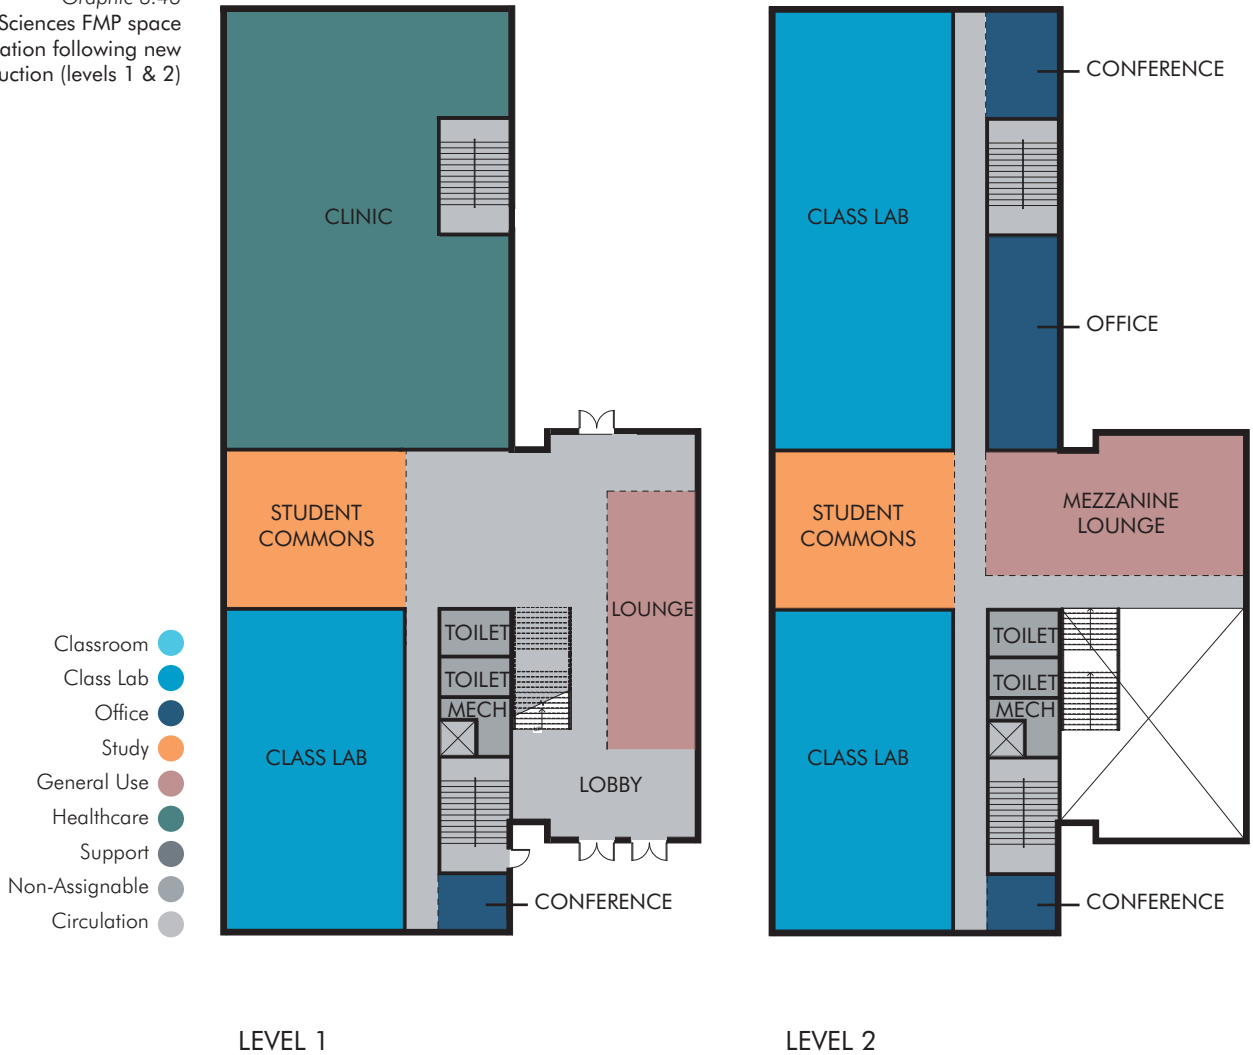 Sciences FMP space
following new
(levels 1 & 2)
CLINIC
STUDENT
COMMONS
LOUNGE
TOILET
TOILET
MECH
CLASS LAB
LOBBY
CONFERENCE
LEVEL 1
CONFERENCE
CLASS LAB
OFFICE
MEZZANINE
LOUNGE
STUDENT
COMMONS
TOILET
TOILET
MECH
CLASS LAB
CONFERENCE
LEVEL 2
Classroom
Class Lab
Office
Study
General Use
Healthcare
Support
Non-Assignable
Circulation